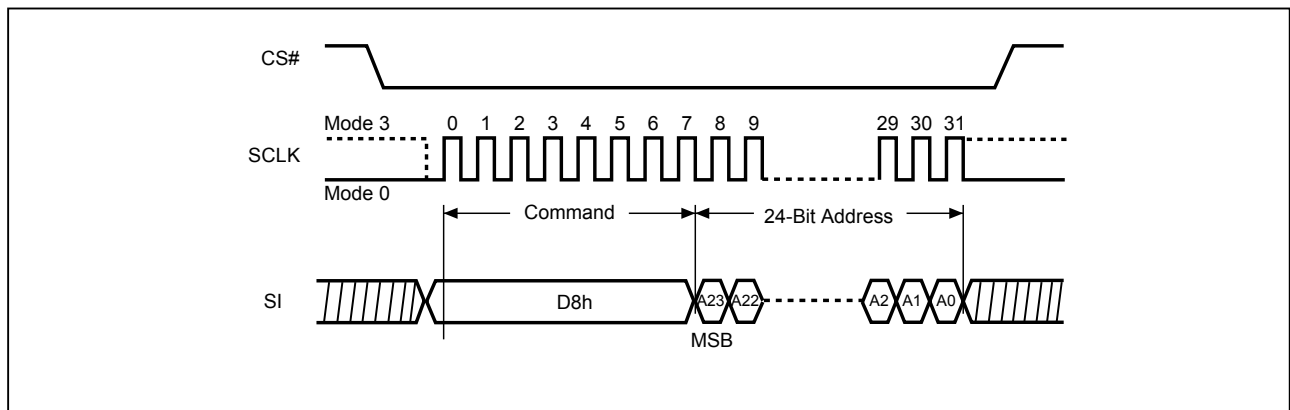 CS#
Mode 3 0 1 2 3 4 5 6 7 8 9 29 30 31
SCLK
Mode 0
Command 24-Bit Address
SI D8h A23 A22 A2 A1 A0
MSB